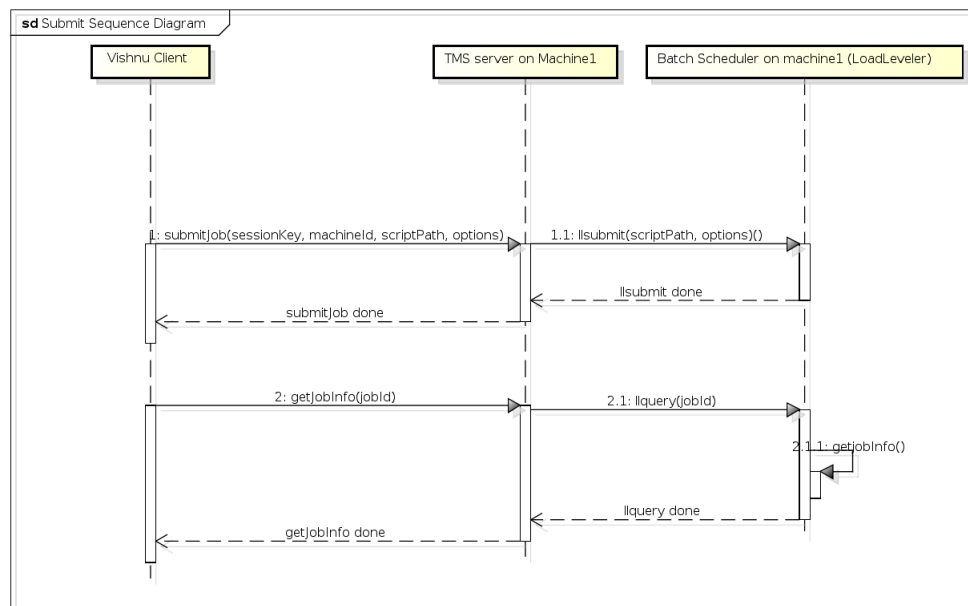 sd Submit Sequence Diagram
Vishnu Client
TMS server on Machine1
Batch Scheduler on machine1 (LoadLeveler)
1: submitJob(sessionKey, machineId, scriptPath, options)
1.1: llsubmit(scriptPath, options)()
llsubmit done
submitJob done
2: getJobInfo(jobId)
2.1: llquery(jobId)
2.1.1: getjobInfo()
llquery done
getJobInfo done